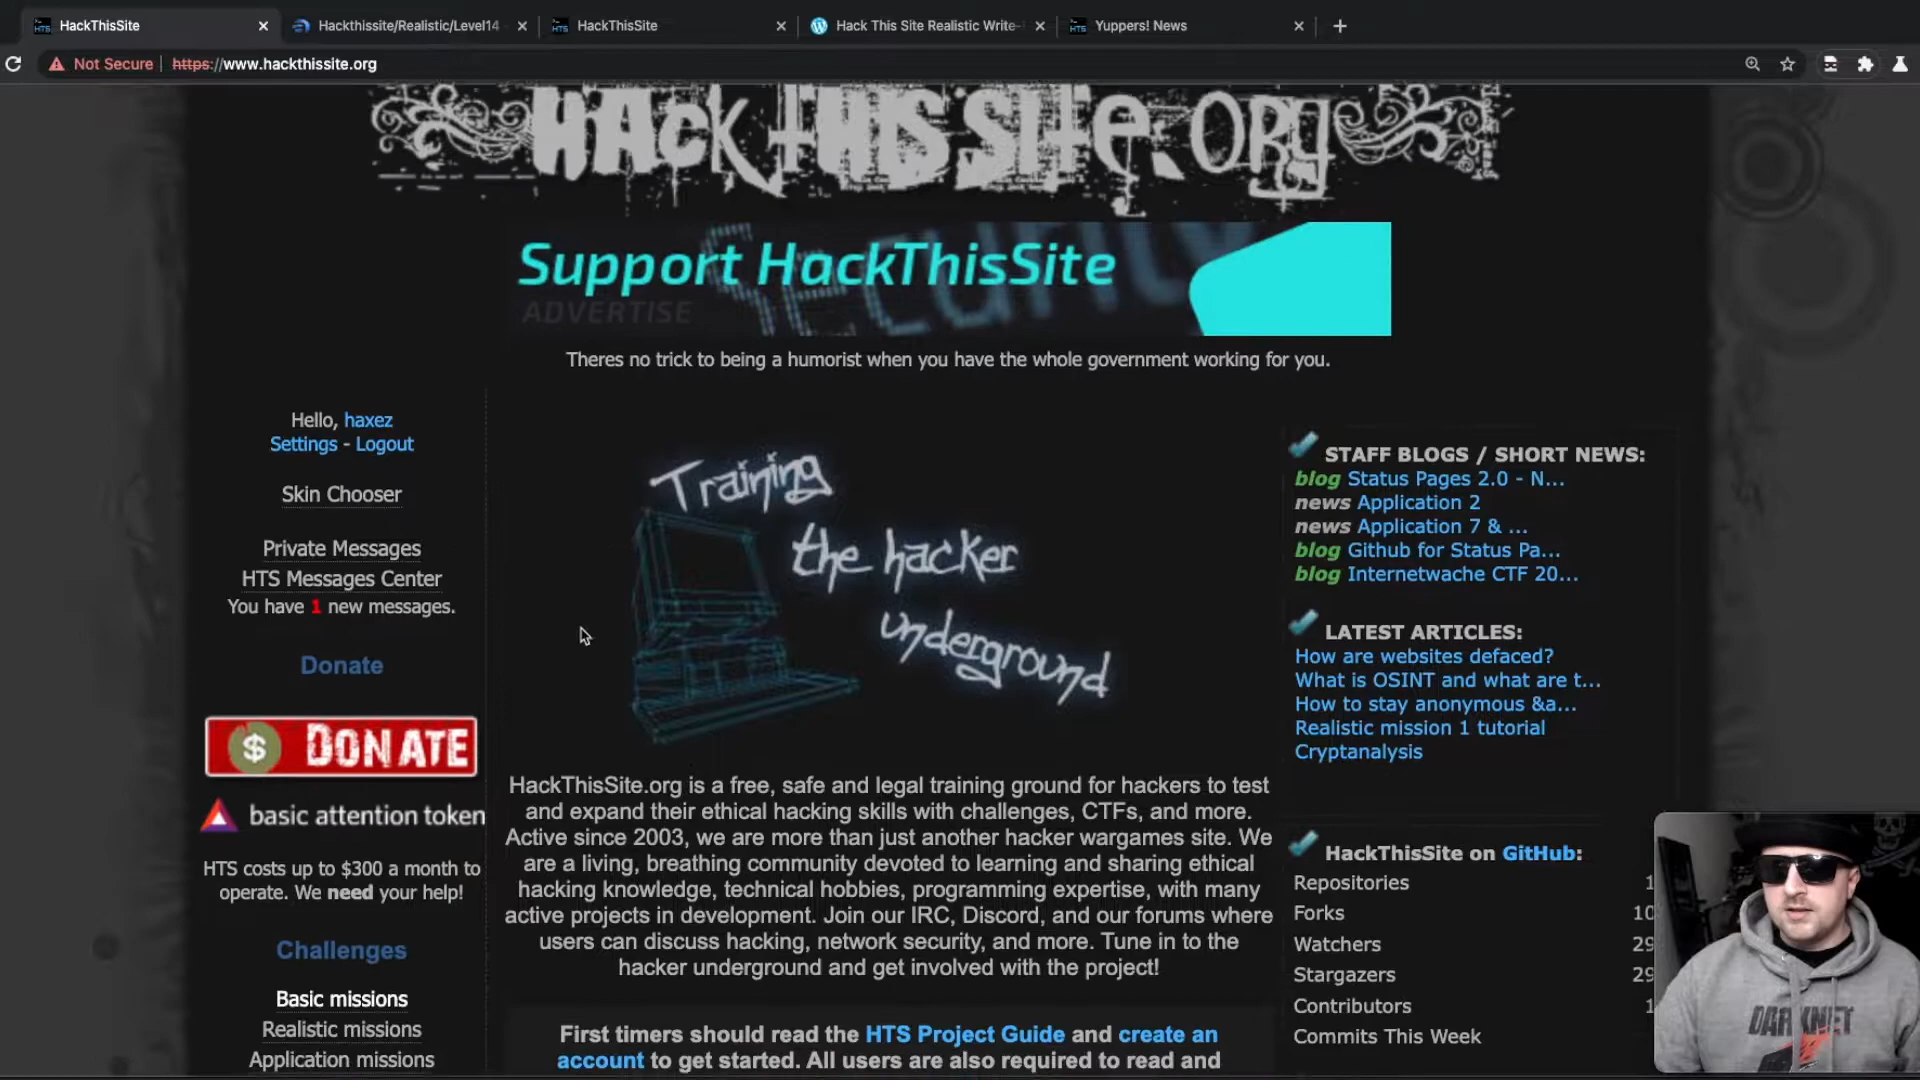 HackThisSite
Hackthissite/Realistic/Level14
HackThisSite
Hack This Site Realistic Write-
Yuppers! News
Not Secure | https://www.hackthissite.org
HACK THIS SITE.ORG
Support HackThisSite
ADVERTISE
Security
Theres no trick to being a humorist when you have the whole government working for you.
Hello, haxez
Settings - Logout
Skin Chooser
Private Messages
HTS Messages Center
You have 1 new messages.
Donate
DONATE
basic attention token
HTS costs up to $300 a month to
operate. We need your help!
Challenges
Basic missions
Realistic missions
Application missions
Training
the hacker
underground
HackThisSite.org is a free, safe and legal training ground for hackers to test
and expand their ethical hacking skills with challenges, CTFs, and more.
Active since 2003, we are more than just another hacker wargames site. We
are a living, breathing community devoted to learning and sharing ethical
hacking knowledge, technical hobbies, programming expertise, with many
active projects in development. Join our IRC, Discord, and our forums where
users can discuss hacking, network security, and more. Tune in to the
hacker underground and get involved with the project!
First timers should read the HTS Project Guide and create an
account to get started. All users are also required to read and
STAFF BLOGS / SHORT NEWS:
blog Status Pages 2.0 - N...
news Application 2
news Application 7 & ...
blog Github for Status Pa...
blog Internetwache CTF 20...
LATEST ARTICLES:
How are websites defaced?
What is OSINT and what are t...
How to stay anonymous &a...
Realistic mission 1 tutorial
Cryptanalysis
HackThisSite on GitHub:
Repositories 1
Forks 10
Watchers 29
Stargazers 29
Contributors 1
Commits This Week
DARKNET